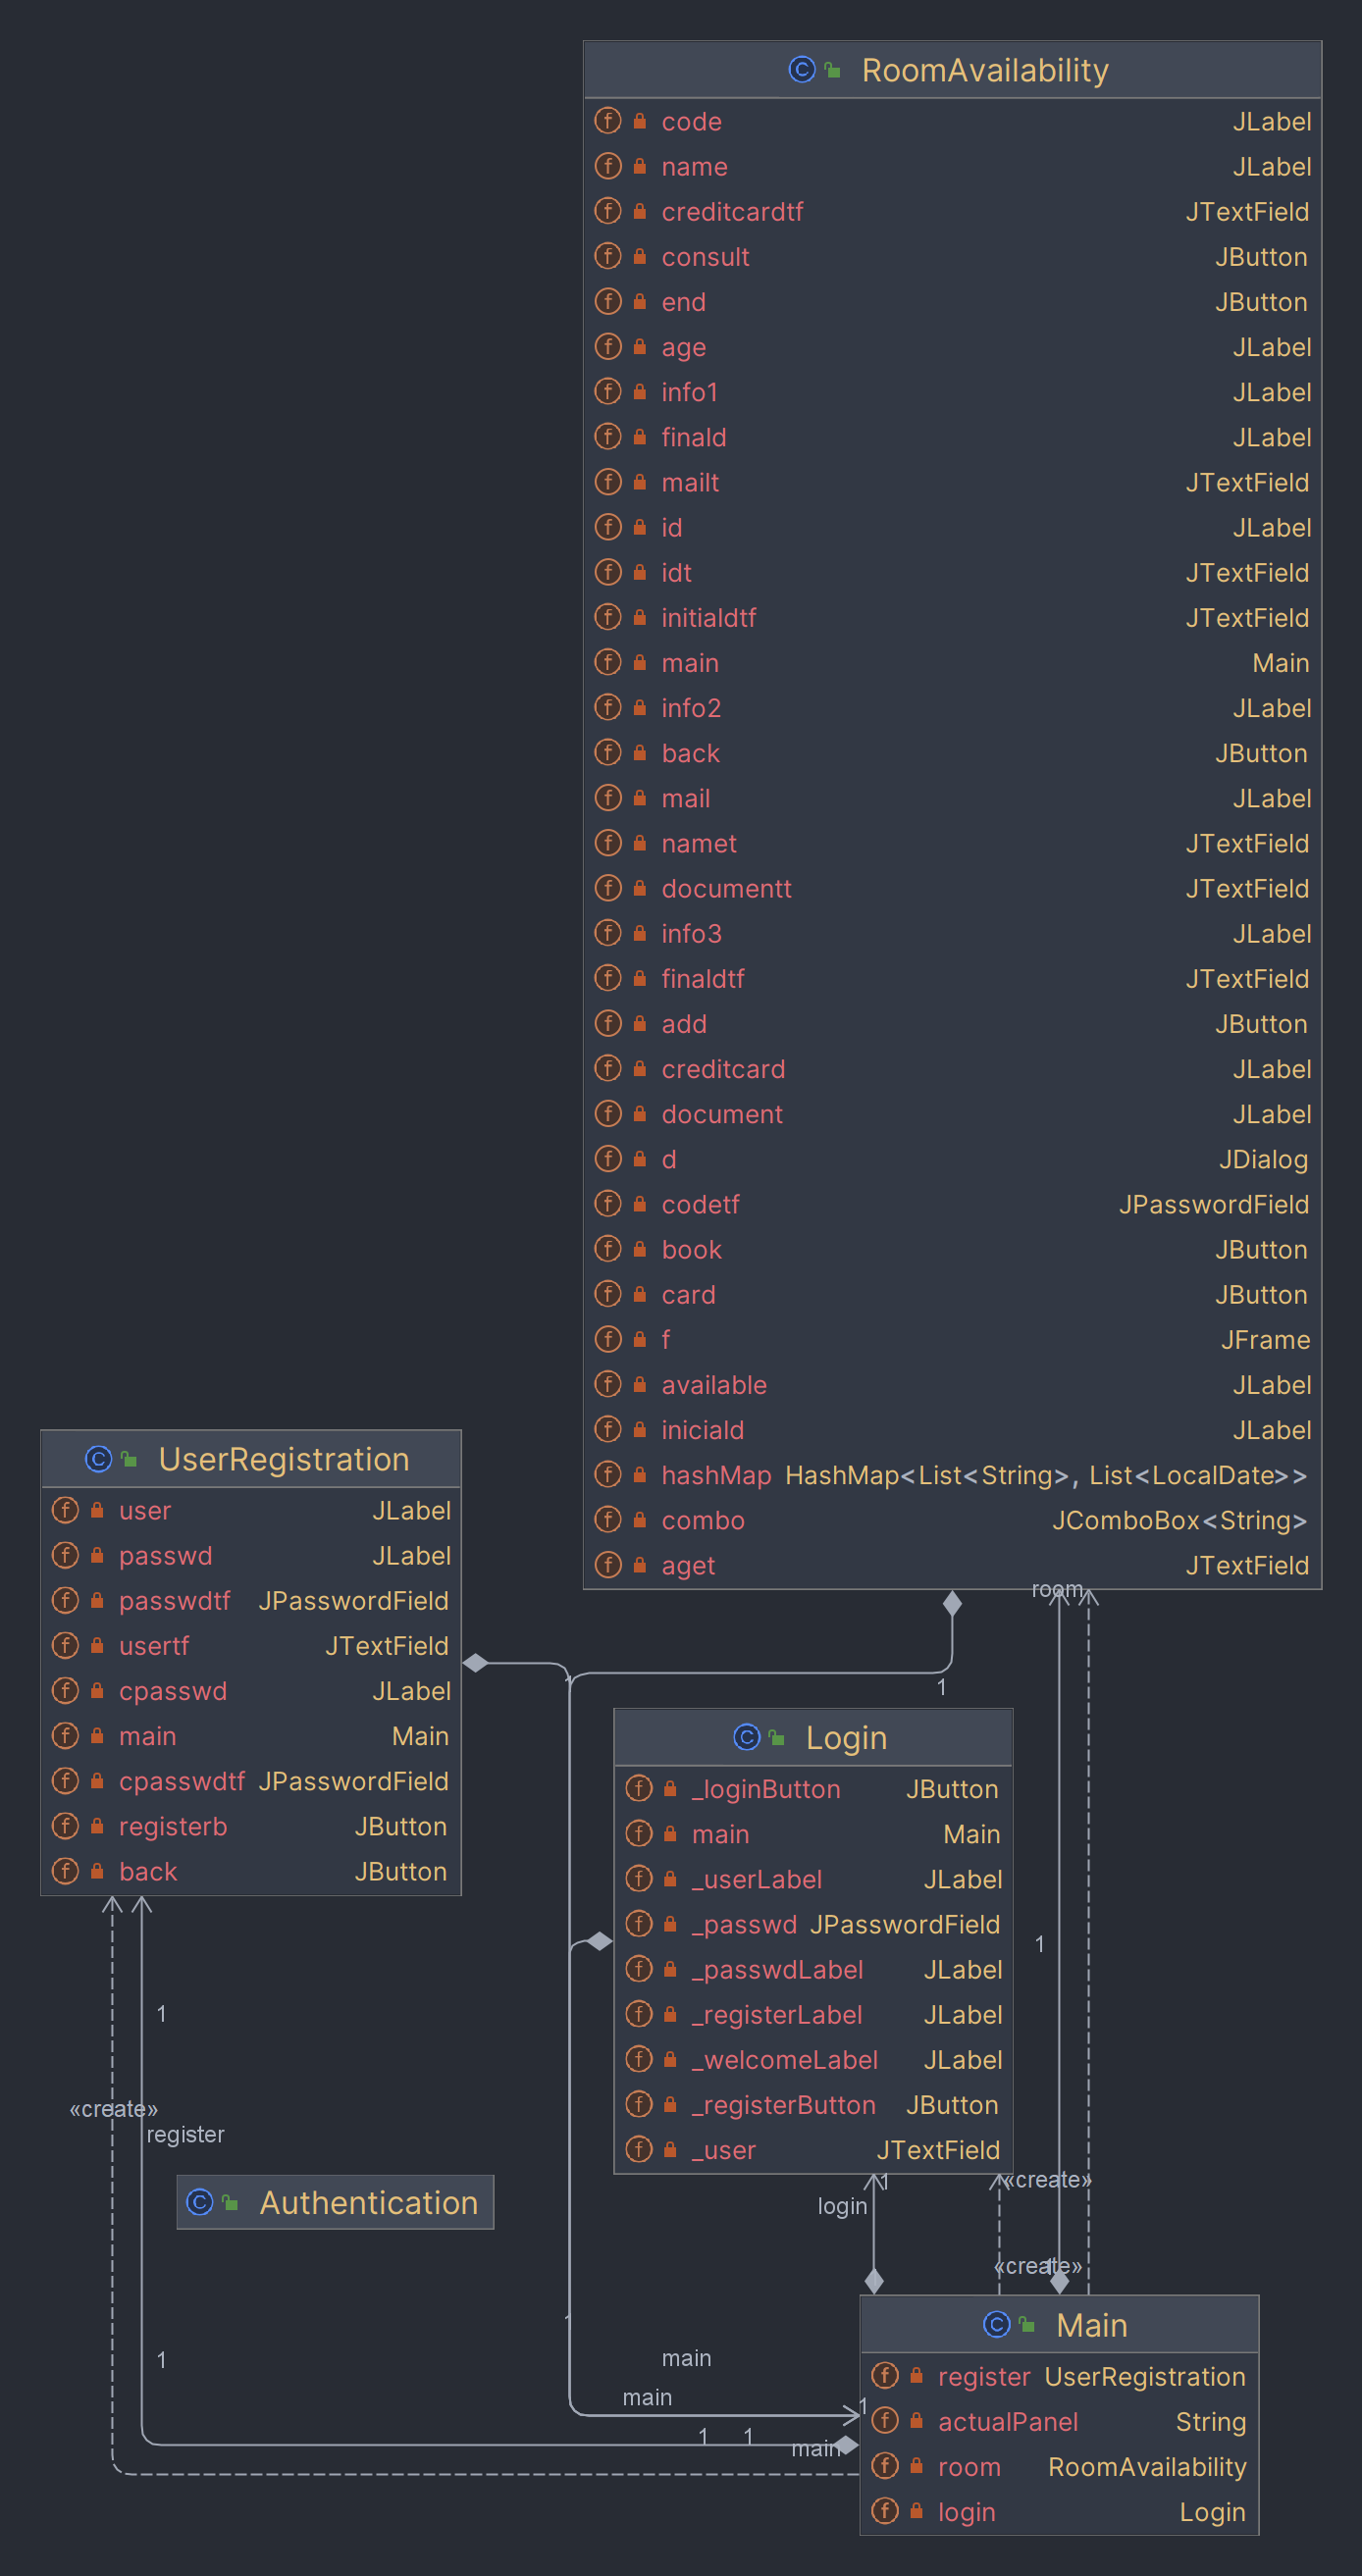 RoomAvailability
code JLabel
name JLabel
creditcardtf JTextField
consult JButton
end JButton
age JLabel
info1 JLabel
finald JLabel
mailt JTextField
id JLabel
idt JTextField
initialdtf JTextField
main Main
info2 JLabel
back JButton
mail JLabel
namet JTextField
documentt JTextField
info3 JLabel
finaldtf JTextField
add JButton
creditcard JLabel
document JLabel
d JDialog
codetf JPasswordField
book JButton
card JButton
f JFrame
available JLabel
iniciald JLabel
hashMap HashMap<List<String>, List<LocalDate>>
combo JComboBox<String>
aget JTextField
room
UserRegistration
user JLabel
passwd JLabel
passwdtf JPasswordField
usertf JTextField
cpasswd JLabel
main Main
cpasswdtf JPasswordField
registerb JButton
back JButton
1
1
Login
_loginButton JButton
main Main
_userLabel JLabel
_passwd JPasswordField
_passwdLabel JLabel
_registerLabel JLabel
_welcomeLabel JLabel
_registerButton JButton
_user JTextField
1
1
«create»
register
Authentication
1
«create»
login
«create»
1
1
1
main
main
1
1 1
main
Main
register UserRegistration
actualPanel String
room RoomAvailability
login Login